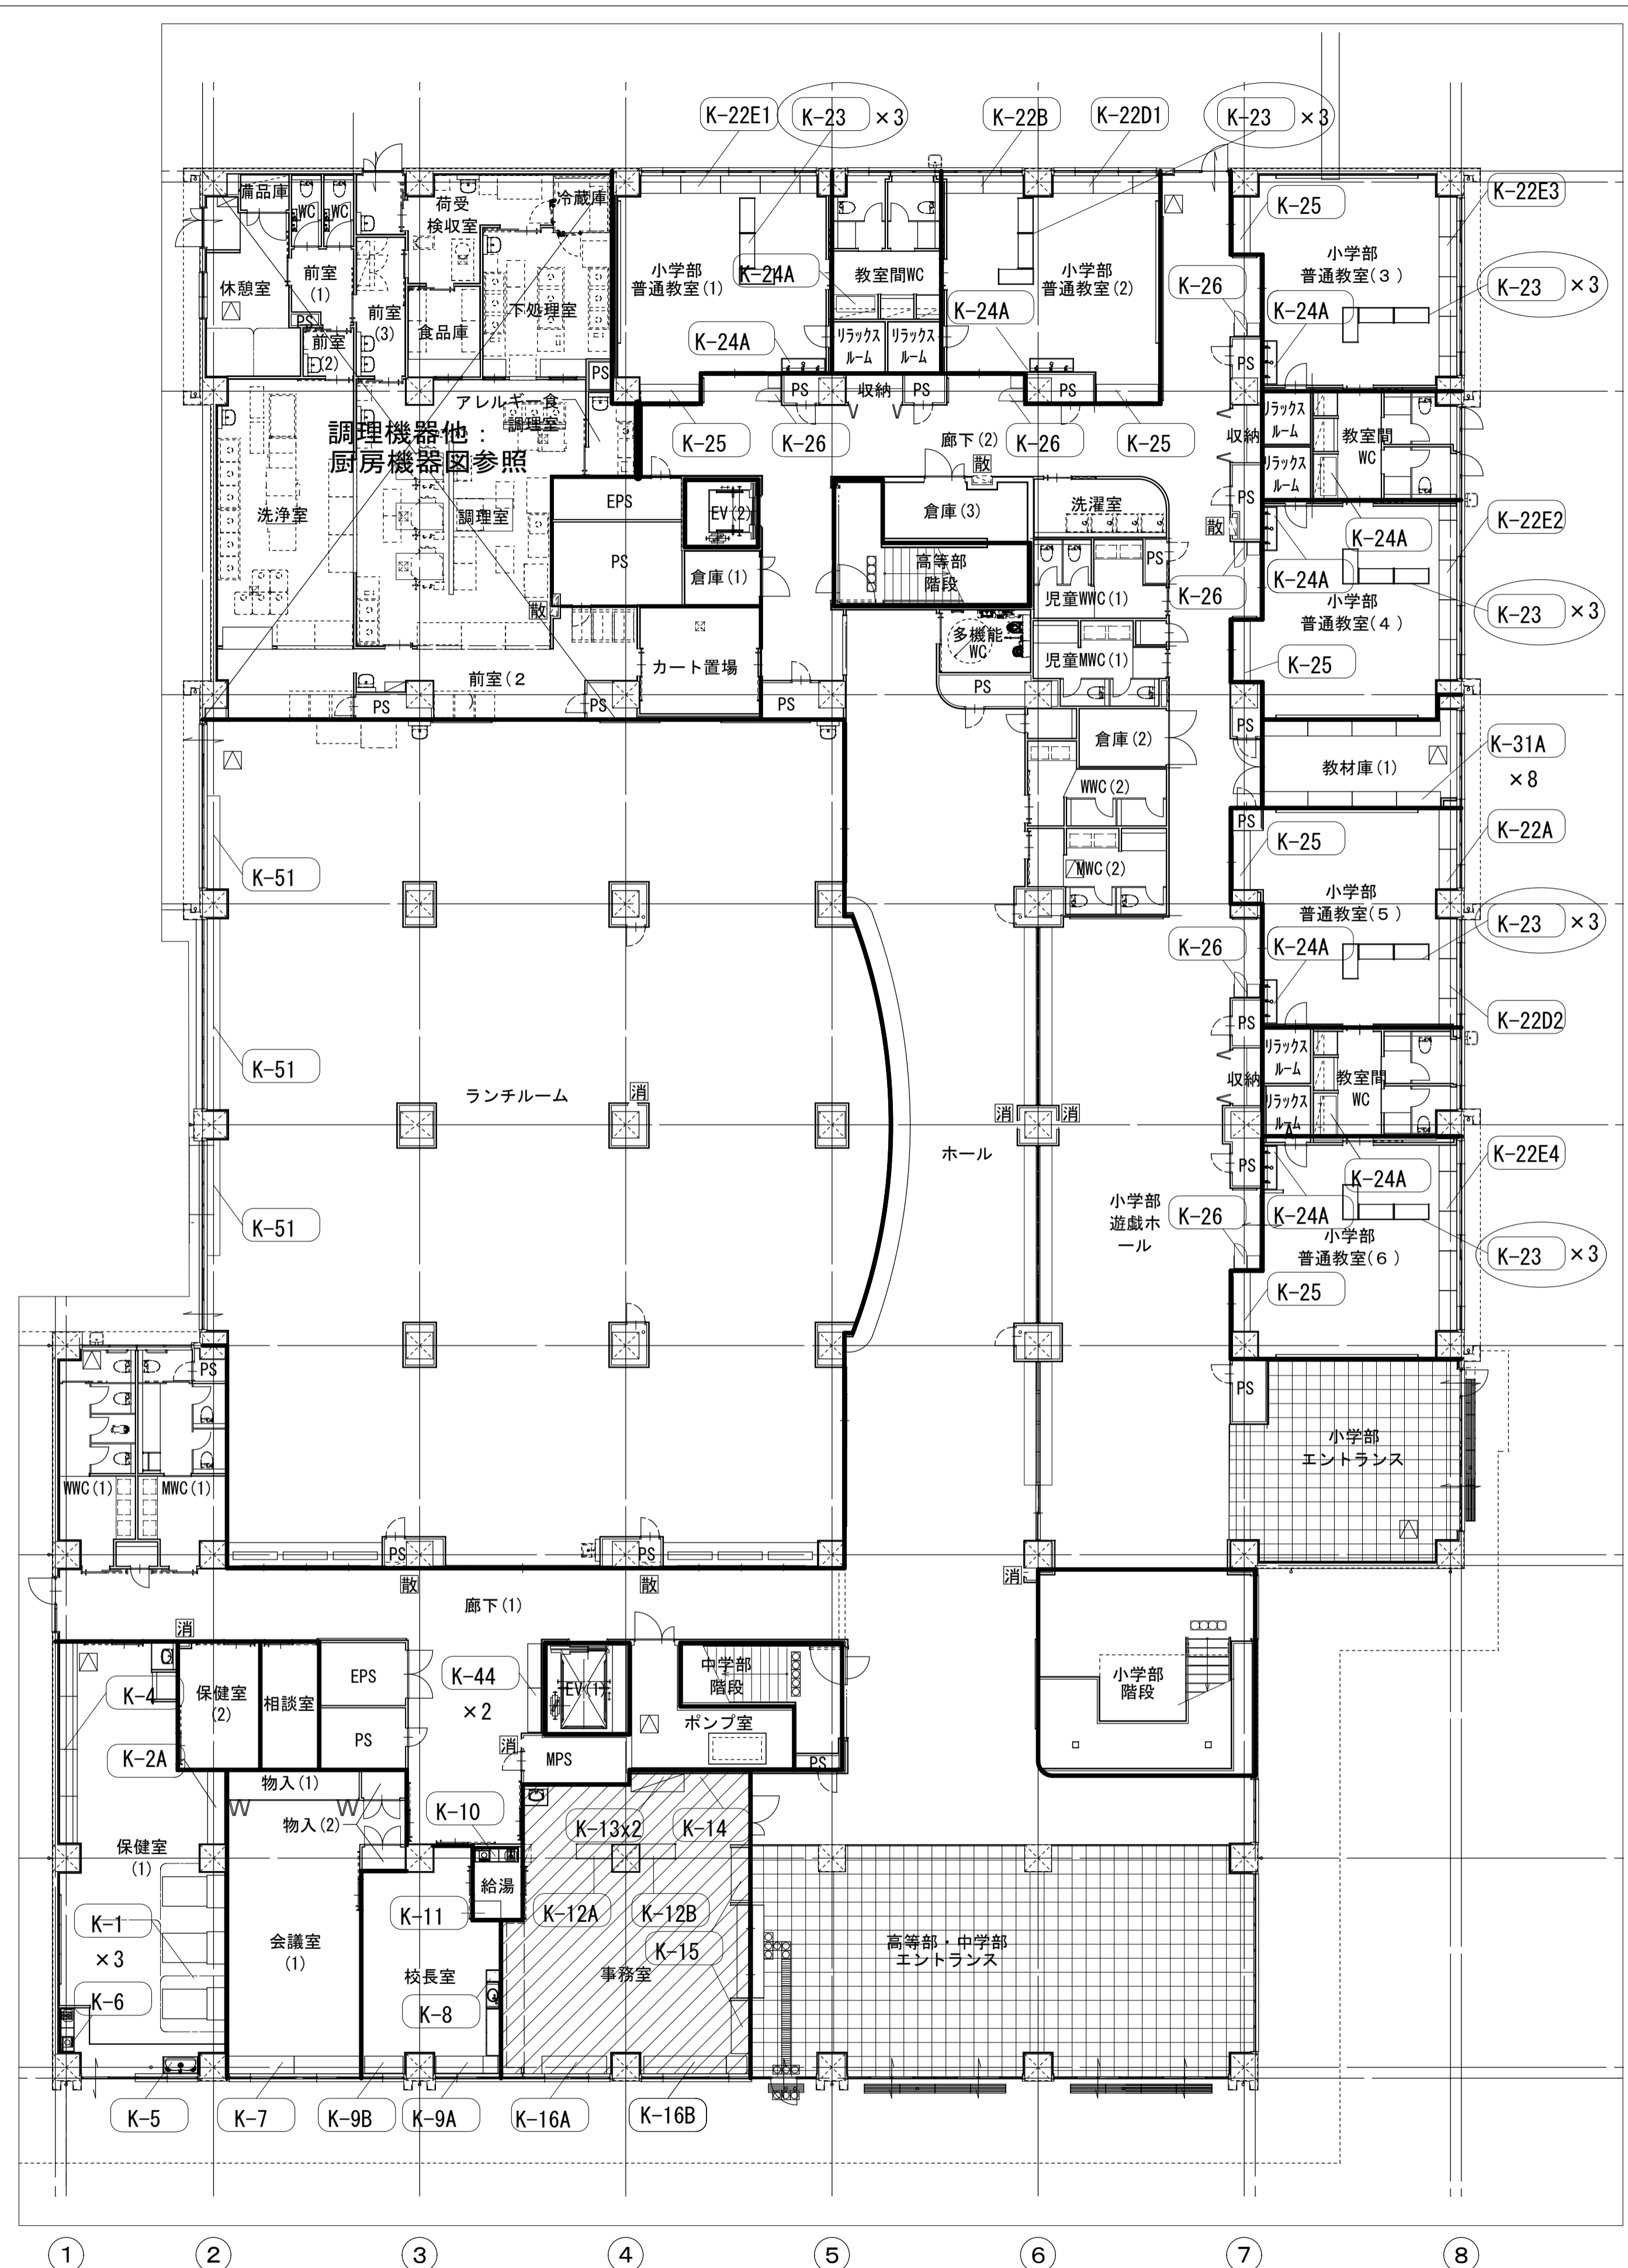 K-22E1
K-23 ×3
K-22B
K-22D1
K-23 ×3
備品庫
WC
WC
荷受
検収室
冷蔵庫
K-25
K-22E3
休憩室
前室
(1)
前室
(3)
PS
前室
(2)
食品庫
下処理室
小学部
普通教室(1)
K-24A
教室間WC
小学部
普通教室(2)
K-26
小学部
普通教室(3)
K-23 ×3
K-24A
K-24A
K-24A
リラックス
ルーム
リラックス
ルーム
PS
PS
PS
収納
PS
PS
アレルギー食
調理室
調理機器他：
厨房機器図参照
K-25
K-26
廊下(2)
K-26
K-25
収納
リラックス
ルーム
リラックス
ルーム
教室間
WC
散
洗浄室
調理室
EPS
EV(2)
倉庫(3)
洗濯室
PS
散
K-24A
K-22E2
PS
倉庫(1)
高等部
階段
PS
K-26
K-24A
散
児童WWC(1)
小学部
普通教室(4)
K-23 ×3
多機能
WC
カート置場
児童MWC(1)
K-25
前室(2
PS
PS
PS
PS
PS
倉庫(2)
教材庫(1)
K-31A
×8
WWC(2)
PS
K-51
MWC(2)
K-25
K-22A
小学部
普通教室(5)
K-23 ×3
K-26
K-24A
PS
K-22D2
K-51
ランチルーム
消
消
消
収納
リラックス
ルーム
リラックス
ルーム
教室間
WC
ホール
PS
K-24A
K-22E4
K-51
小学部
遊戯ホ
ール
K-26
K-24A
小学部
普通教室(6)
K-23 ×3
K-25
PS
PS
小学部
エントランス
WWC(1)
MWC(1)
PS
PS
散
散
消
廊下(1)
消
K-4
保健室
(2)
相談室
EPS
K-44
×2
EV(1)
中学部
階段
小学部
階段
K-2A
PS
消
MPS
ポンプ室
PS
物入(1)
物入(2)
K-10
K-13x2
K-14
保健室
(1)
給湯
K-1
×3
K-11
K-12A
K-12B
会議室
(1)
K-15
高等部・中学部
エントランス
校長室
事務室
K-6
K-8
K-5
K-7
K-9B
K-9A
K-16A
K-16B
1
2
3
4
5
6
7
8